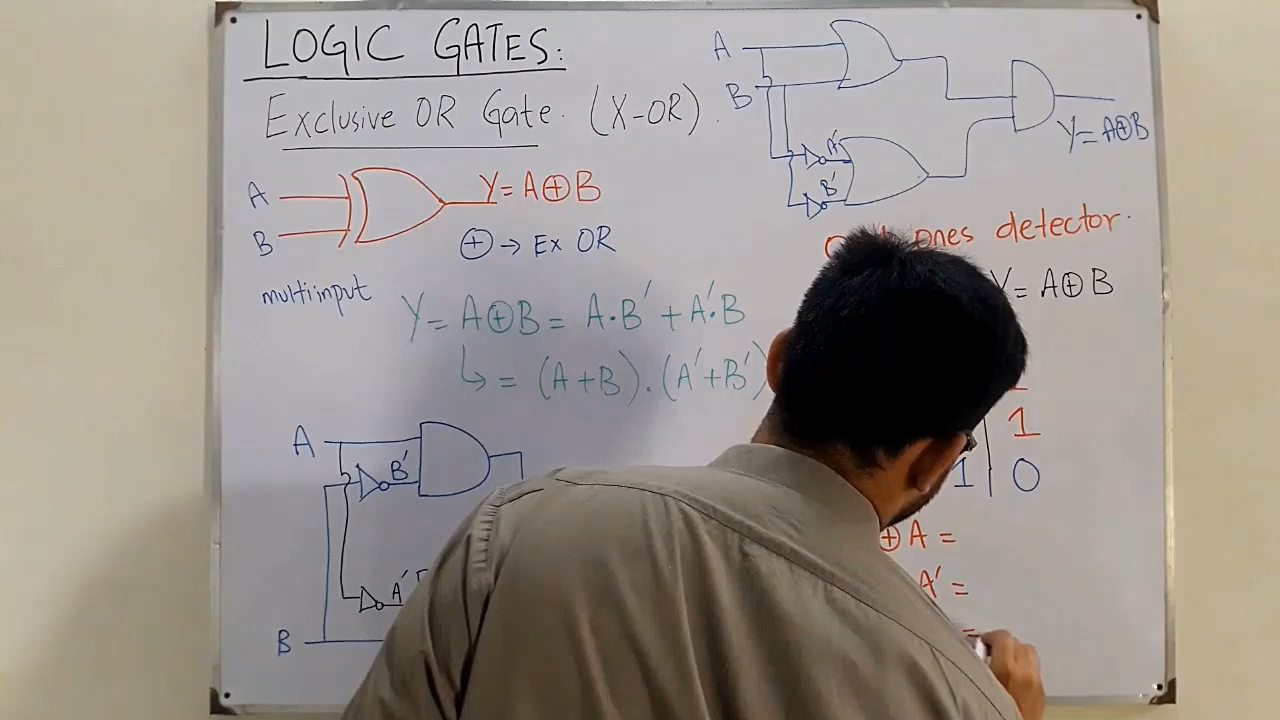 LOGIC GATES:
Exclusive OR Gate. (X-OR).
A
B
Y = A⊕B
⊕ → Ex OR
multiinput
Y = A⊕B = A·B' + A'·B
↳ = (A+B).(A'+B')
A
B'
A'
B
A
B
A'
B'
Y = A⊕B
ones detector.
Y = A⊕B
1
1 0
⊕ A =
A' =
=